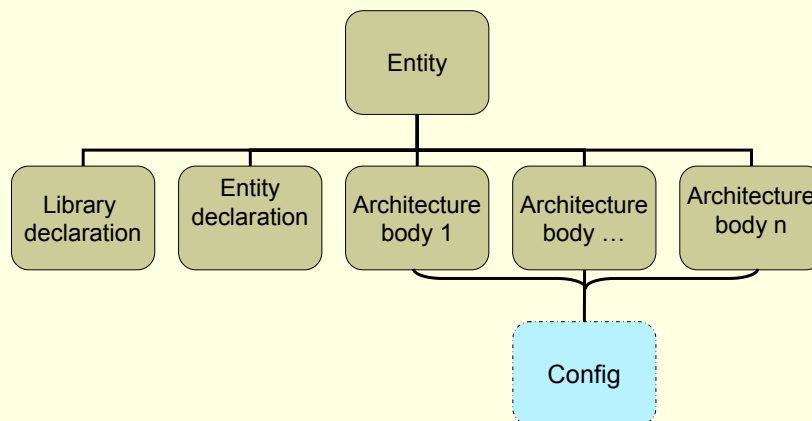 Entity
Library
declaration
Entity
declaration
Architecture
body 1
Architecture
body …
Architecture
body n
Config